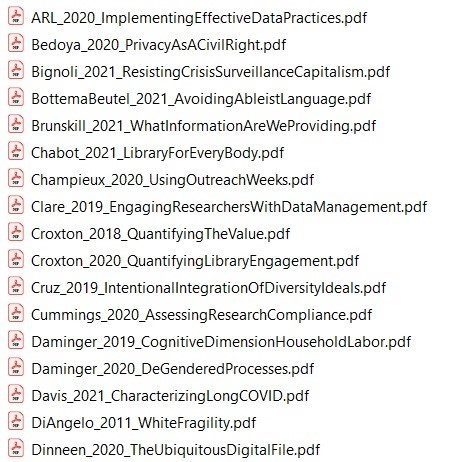 ARL_2020_ImplementingEffectiveDataPractices.pdf
Bedoya_2020_PrivacyAsACivilRight.pdf
Bignoli_2021_ResistingCrisisSurveillanceCapitalism.pdf
BottemaBeutel_2021_AvoidingAbleistLanguage.pdf
Brunskill_2021_WhatInformationAreWeProviding.pdf
Chabot_2021_LibraryForEveryBody.pdf
Champieux_2020_UsingOutreachWeeks.pdf
Clare_2019_EngagingResearchersWithDataManagement.pdf
Croxton_2018_QuantifyingTheValue.pdf
Croxton_2020_QuantifyingLibraryEngagement.pdf
Cruz_2019_IntentionalIntegrationOfDiversityIdeals.pdf
Cummings_2020_AssessingResearchCompliance.pdf
Daminger_2019_CognitiveDimensionHouseholdLabor.pdf
Daminger_2020_DeGenderedProcesses.pdf
Davis_2021_CharacterizingLongCOVID.pdf
DiAngelo_2011_WhiteFragility.pdf
Dinneen_2020_TheUbiquitousDigitalFile.pdf